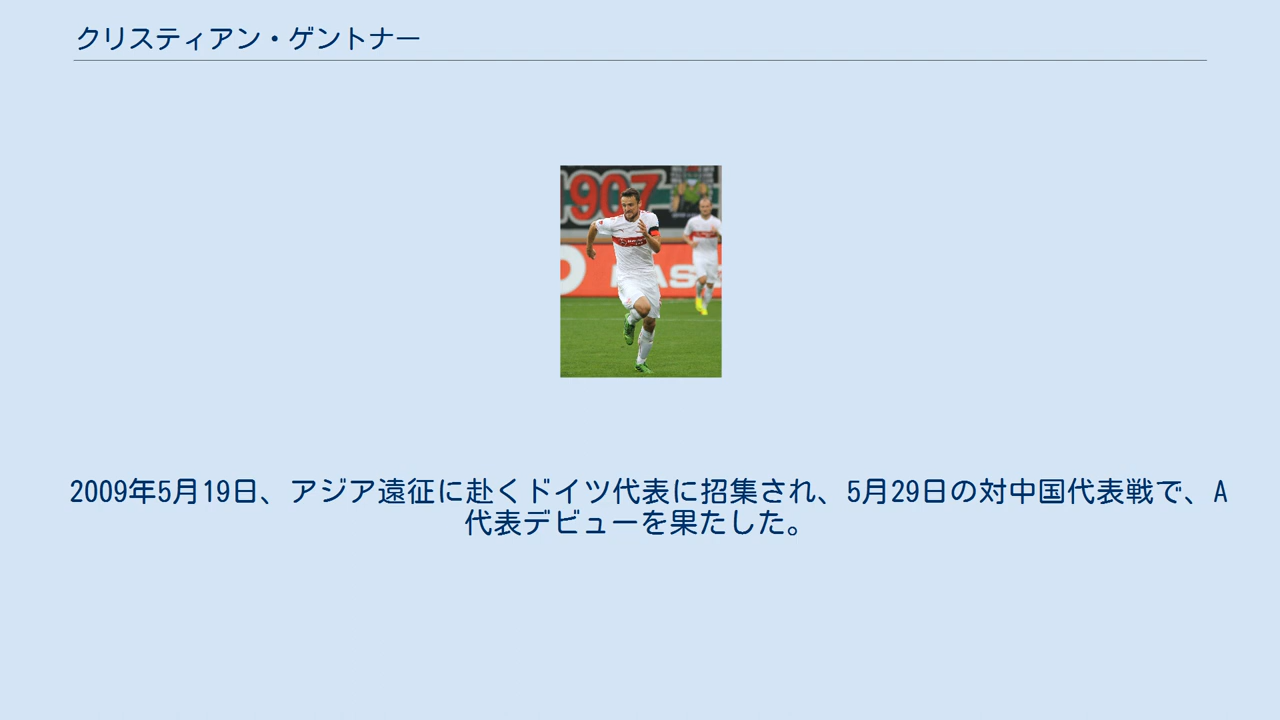 クリスティアン・ゲントナー
907
2009年5月19日、アジア遠征に赴くドイツ代表に招集され、5月29日の対中国代表戦で、A
代表デビューを果たした。